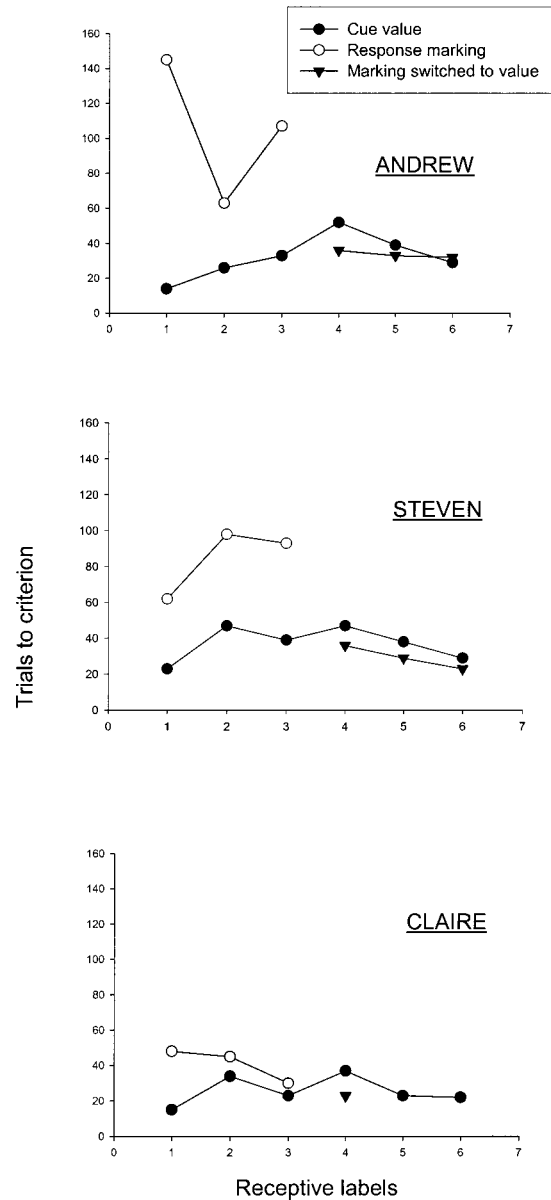 Cue value
Response marking
Marking switched to value
160
140
120
100
80
60
40
20
0
ANDREW
0 1 2 3 4 5 6 7
160
140
120
100
80
60
40
20
0
STEVEN
0 1 2 3 4 5 6 7
Trials to criterion
160
140
120
100
80
60
40
20
0
CLAIRE
0 1 2 3 4 5 6 7
Receptive labels